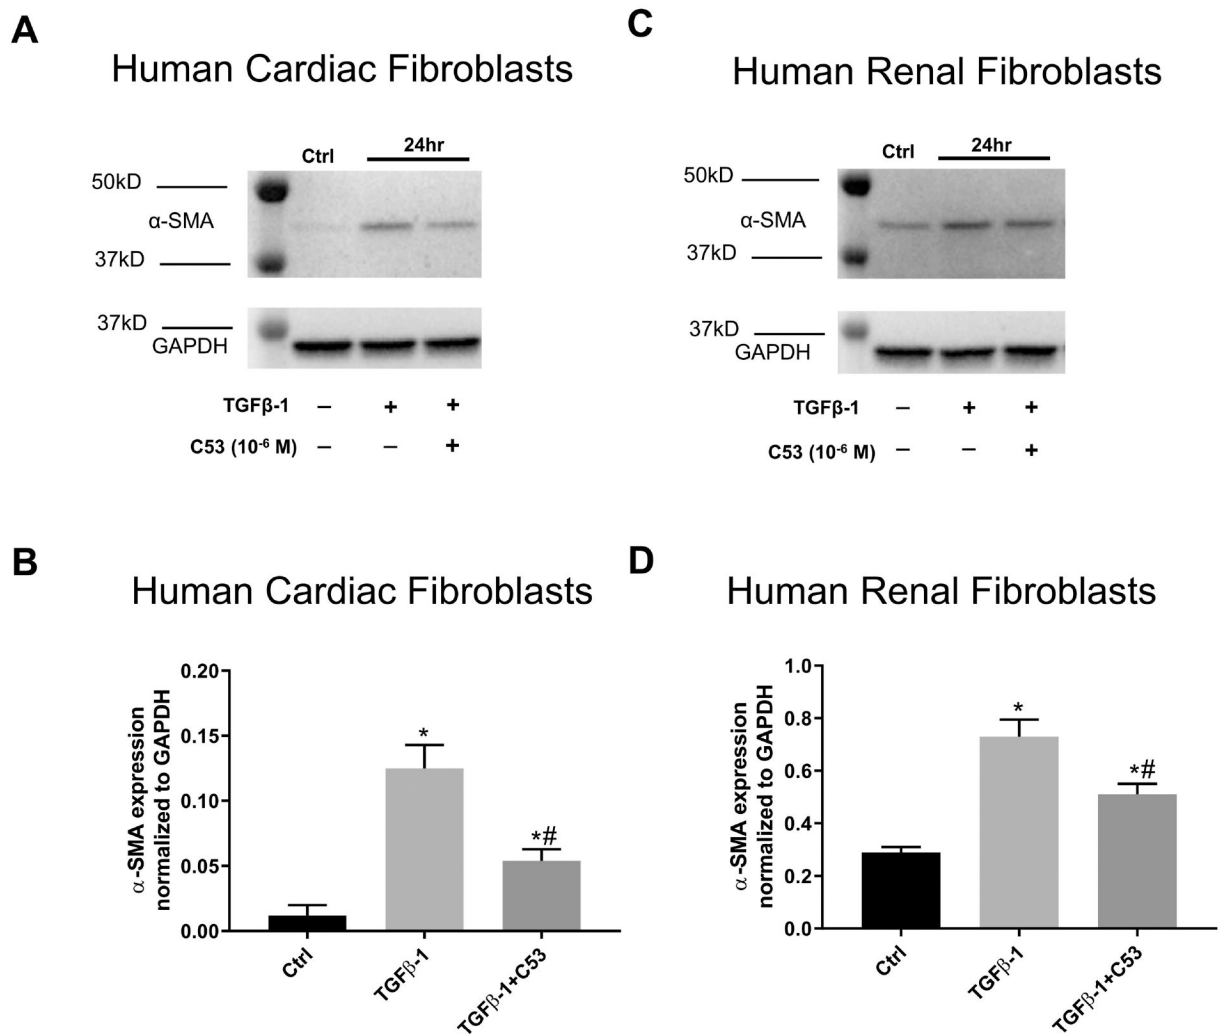 A
Human Cardiac Fibroblasts
Ctrl
24hr
50kD
α-SMA
37kD
37kD
GAPDH
TGFβ-1 – + +
C53 (10⁻⁶ M) – – +
C
Human Renal Fibroblasts
Ctrl
24hr
50kD
α-SMA
37kD
37kD
GAPDH
TGFβ-1 – + +
C53 (10⁻⁶ M) – – +
B
Human Cardiac Fibroblasts
α-SMA expression
normalized to GAPDH
0.20
0.15
0.10
0.05
0.00
*
*#
Ctrl
TGFβ-1
TGFβ-1+C53
D
Human Renal Fibroblasts
α-SMA expression
normalized to GAPDH
1.0
0.8
0.6
0.4
0.2
0.0
*
*#
Ctrl
TGFβ-1
TGFβ-1+C53